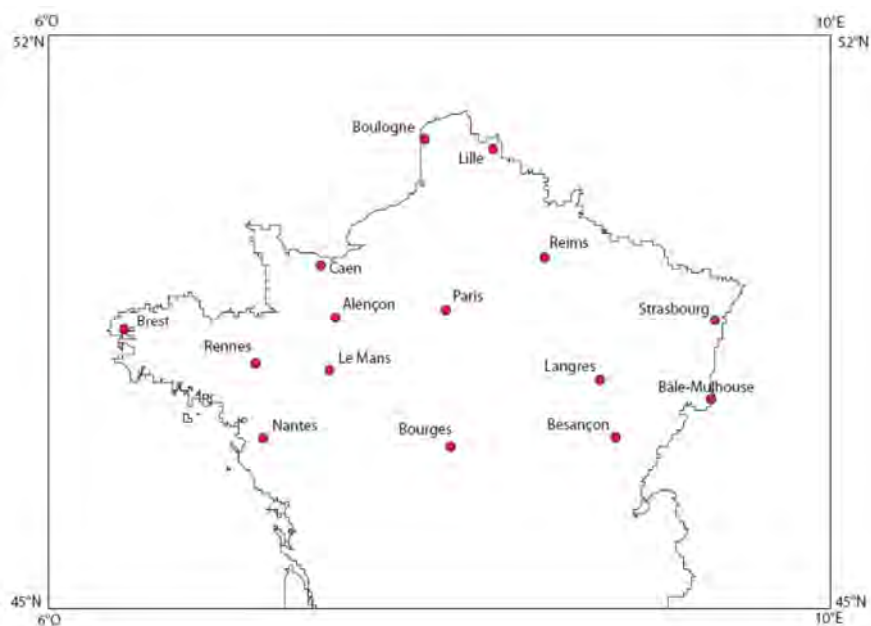 6°O
10°E
52°N
52°N
Boulogne
Lille
Reims
Caen
Alençon
Paris
Strasbourg
Brest
Rennes
Le Mans
Langres
Bâle-Mulhouse
Nantes
Bourges
Besançon
45°N
45°N
6°O
10°E